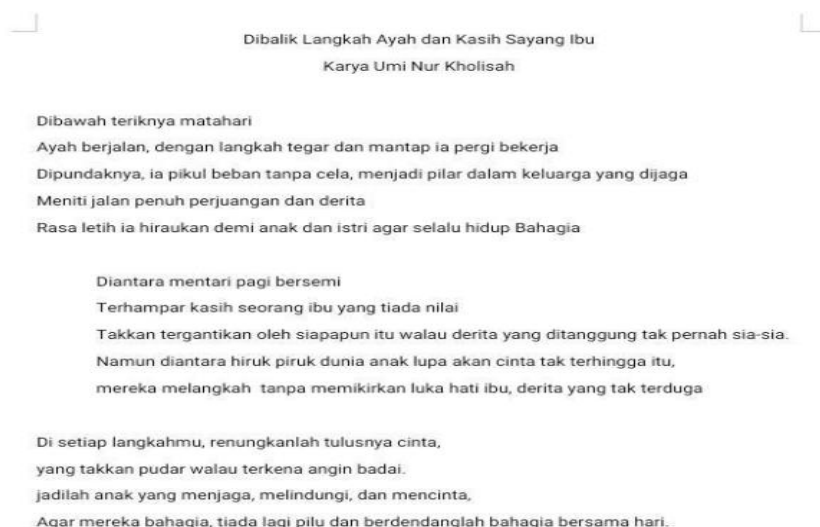 Dibalik Langkah Ayah dan Kasih Sayang Ibu
Karya Umi Nur Kholisah
Dibawah teriknya matahari
Ayah berjalan, dengan langkah tegar dan mantap ia pergi bekerja
Dipundaknya, ia pikul beban tanpa cela, menjadi pilar dalam keluarga yang dijaga
Meniti jalan penuh perjuangan dan derita
Rasa letih ia hiraukan demi anak dan istri agar selalu hidup Bahagia
Diantara mentari pagi bersemi
Terhampar kasih seorang ibu yang tiada nilai
Takkan tergantikan oleh siapapun itu walau derita yang ditanggung tak pernah sia-sia.
Namun diantara hiruk piruk dunia anak lupa akan cinta tak terhingga itu,
mereka melangkah tanpa memikirkan luka hati ibu, derita yang tak terduga
Di setiap langkahmu, renungkanlah tulusnya cinta,
yang takkan pudar walau terkena angin badai.
jadilah anak yang menjaga, melindungi, dan mencinta,
Agar mereka bahagia, tiada lagi pilu dan berdendanglah bahagia bersama hari.